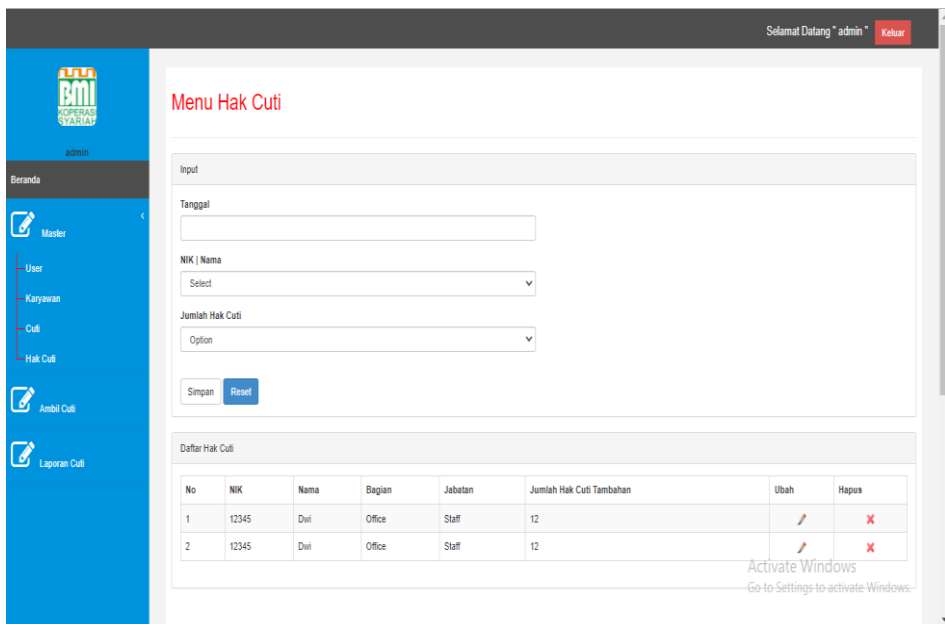 Selamat Datang " admin " Keluar
BMI
KOPERASI
SYARIAH
admin
Beranda
Master
User
Karyawan
Cuti
Hak Cuti
Ambil Cuti
Laporan Cuti
Menu Hak Cuti
Input
Tanggal
NIK | Nama
Select
Jumlah Hak Cuti
Option
Simpan Reset
Daftar Hak Cuti
No NIK Nama Bagian Jabatan Jumlah Hak Cuti Tambahan Ubah Hapus
1 12345 Dwi Office Staff 12
2 12345 Dwi Office Staff 12
Activate Windows
Go to Settings to activate Windows.